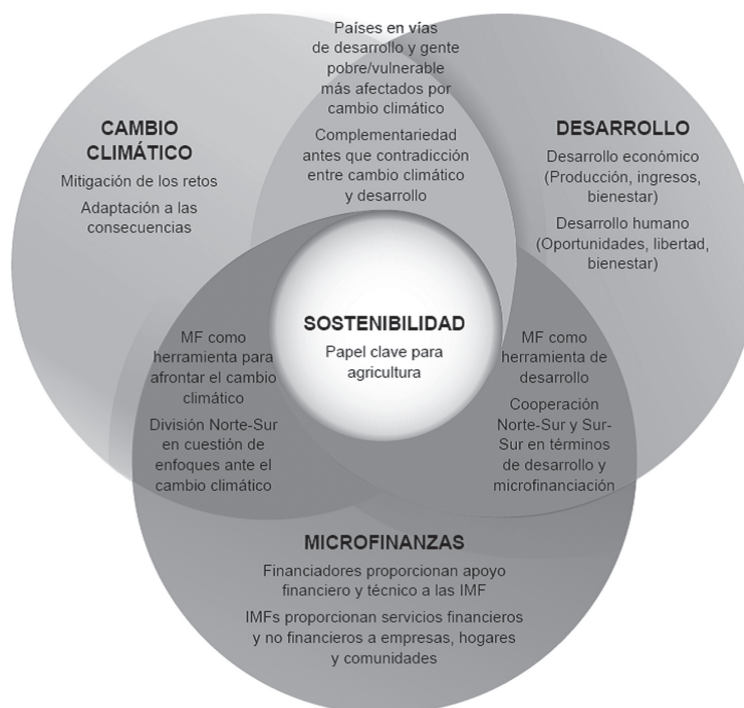 Países en vías
de desarrollo y gente
pobre/vulnerable
más afectados por
cambio climático
Complementariedad
antes que contradicción
entre cambio climático
y desarrollo
CAMBIO
CLIMÁTICO
Mitigación de los retos
Adaptación a las
consecuencias
DESARROLLO
Desarrollo económico
(Producción, ingresos,
bienestar)
Desarrollo humano
(Oportunidades, libertad,
bienestar)
SOSTENIBILIDAD
Papel clave para
agricultura
MF como
herramienta para
afrontar el cambio
climático
División Norte-Sur
en cuestión de
enfoques ante el
cambio climático
MF como
herramienta de
desarrollo
Cooperación
Norte-Sur y Sur-
Sur en términos
de desarrollo y
microfinanciación
MICROFINANZAS
Financiadores proporcionan apoyo
financiero y técnico a las IMF
IMFs proporcionan servicios financieros
y no financieros a empresas, hogares
y comunidades